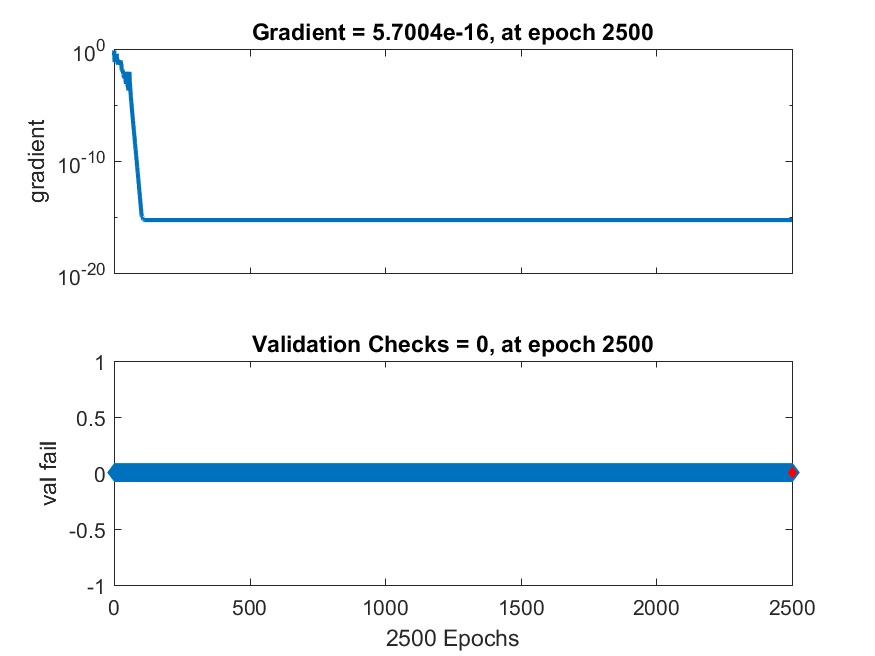 Gradient = 5.7004e-16, at epoch 2500
10^0
10^-10
10^-20
gradient
Validation Checks = 0, at epoch 2500
1
0.5
0
-0.5
-1
val fail
0 500 1000 1500 2000 2500
2500 Epochs